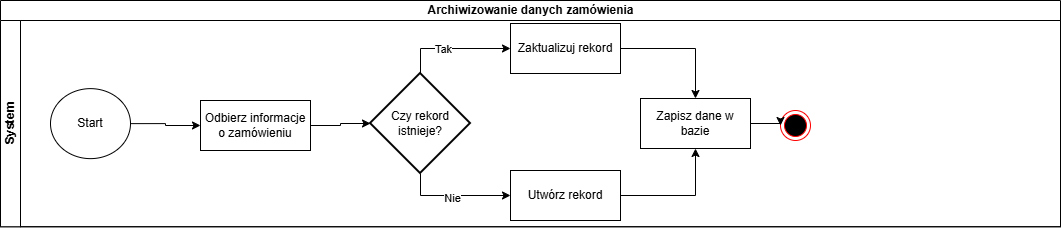 Archiwizowanie danych zamówienia
System
Start
Odbierz informacje
o zamówieniu
Czy rekord
istnieje?
Tak
Zaktualizuj rekord
Nie
Utwórz rekord
Zapisz dane w
bazie